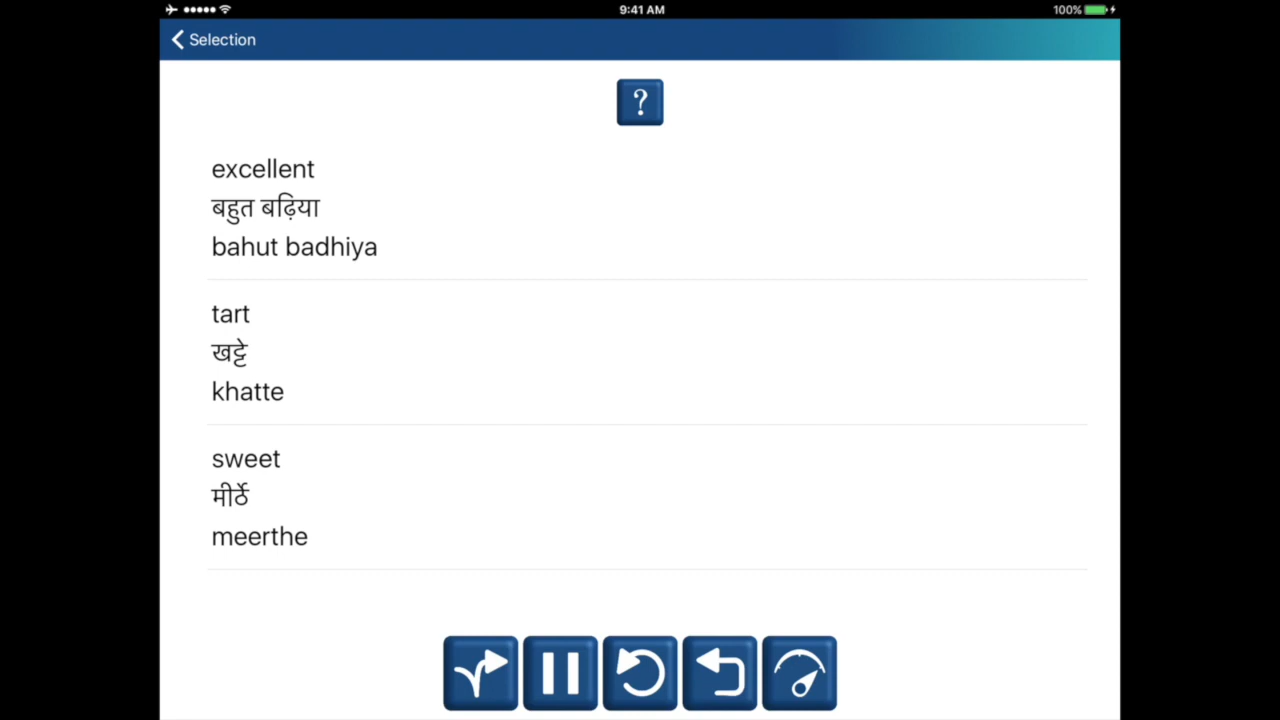 9:41 AM
100%
Selection
?
excellent
बहुत बढ़िया
bahut badhiya
tart
खट्टे
khatte
sweet
मीर्ठे
meerthe